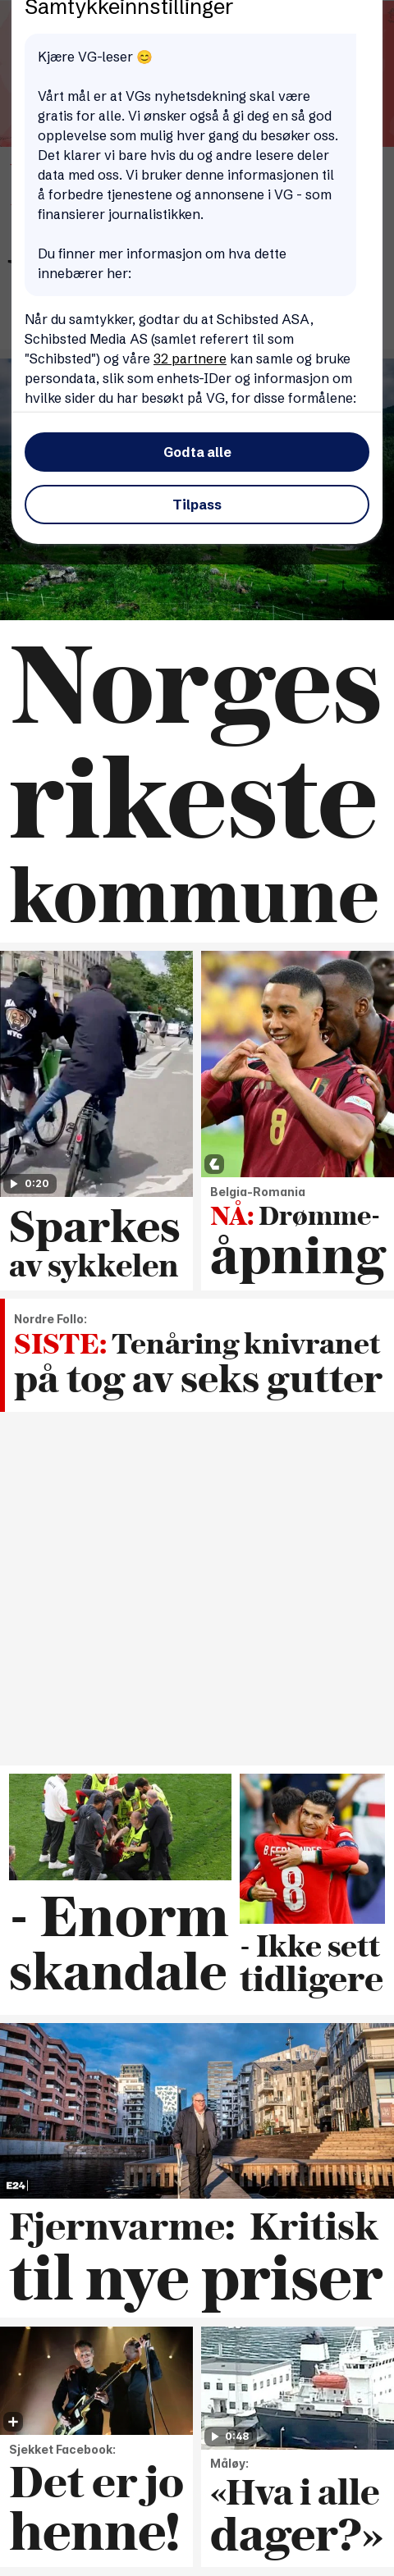 Samtykkeinnstillinger
Kjære VG-leser 😊
Vårt mål er at VGs nyhetsdekning skal være
gratis for alle. Vi ønsker også å gi deg en så god
opplevelse som mulig hver gang du besøker oss.
Det klarer vi bare hvis du og andre lesere deler
data med oss. Vi bruker denne informasjonen til
å forbedre tjenestene og annonsene i VG - som
finansierer journalistikken.
Du finner mer informasjon om hva dette
innebærer her:
Når du samtykker, godtar du at Schibsted ASA,
Schibsted Media AS (samlet referert til som
"Schibsted") og våre 32 partnere kan samle og bruke
persondata, slik som enhets-IDer og informasjon om
hvilke sider du har besøkt på VG, for disse formålene:
Godta alle
Tilpass
Norges
rikeste
kommune
0:20
Sparkes
av sykkelen
8
Belgia-Romania
NÅ: Drømme-
åpning
Nordre Follo:
SISTE: Tenåring knivranet
på tog av seks gutter
- Enorm
skandale
8
- Ikke sett
tidligere
E24
Fjernvarme: Kritisk
til nye priser
Sjekket Facebook:
Det er jo
henne!
0:48
Måløy:
«Hva i alle
dager?»